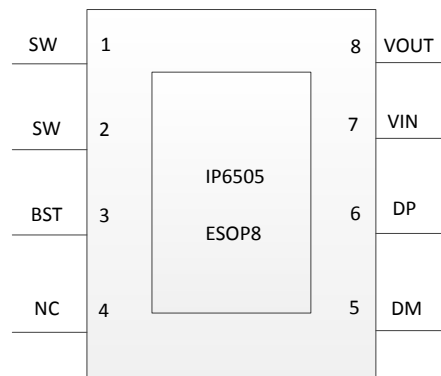 SW 1 8 VOUT
SW 2 7 VIN
IP6505
BST 3 6 DP
ESOP8
NC 4 5 DM